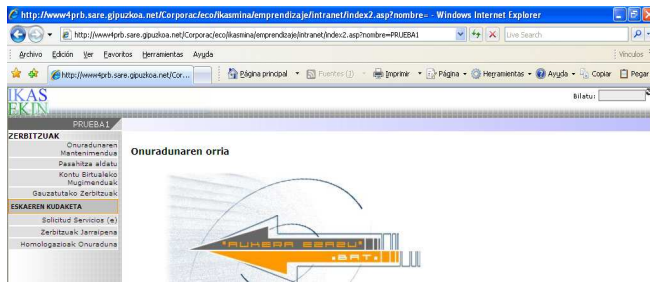 http://www4prb.sare.gipuzkoa.net/Corporac/eco/ikasmina/emprendizaje/intranet/index2.asp?nombre= - Windows Internet Explorer
http://www4prb.sare.gipuzkoa.net/Corporac/eco/ikasmina/emprendizaje/intranet/index2.asp?nombre=PRUEBA1 Live Search
Archivo Edición Ver Favoritos Herramientas Ayuda Vínculos
http://www4prb.sare.gipuzkoa.net/Cor... Página principal Fuentes (J) Imprimir Página Herramientas Ayuda Copiar Pegar
IKAS
EKIN
Bilatu:
PRUEBA1
ZERBITZUAK
Onuradunaren
Mantenimendua
Pasahitza aldatu
Kontu Birtualeko
Mugimenduak
Gauzatutako Zerbitzuak
ESKAEREN KUDAKETA
Solicitud Servicios (e)
Zerbitzuak Jarraipena
Homologazioak Onuraduna
Onuradunaren orria
*AUKERA EZAZU*
.BAT.